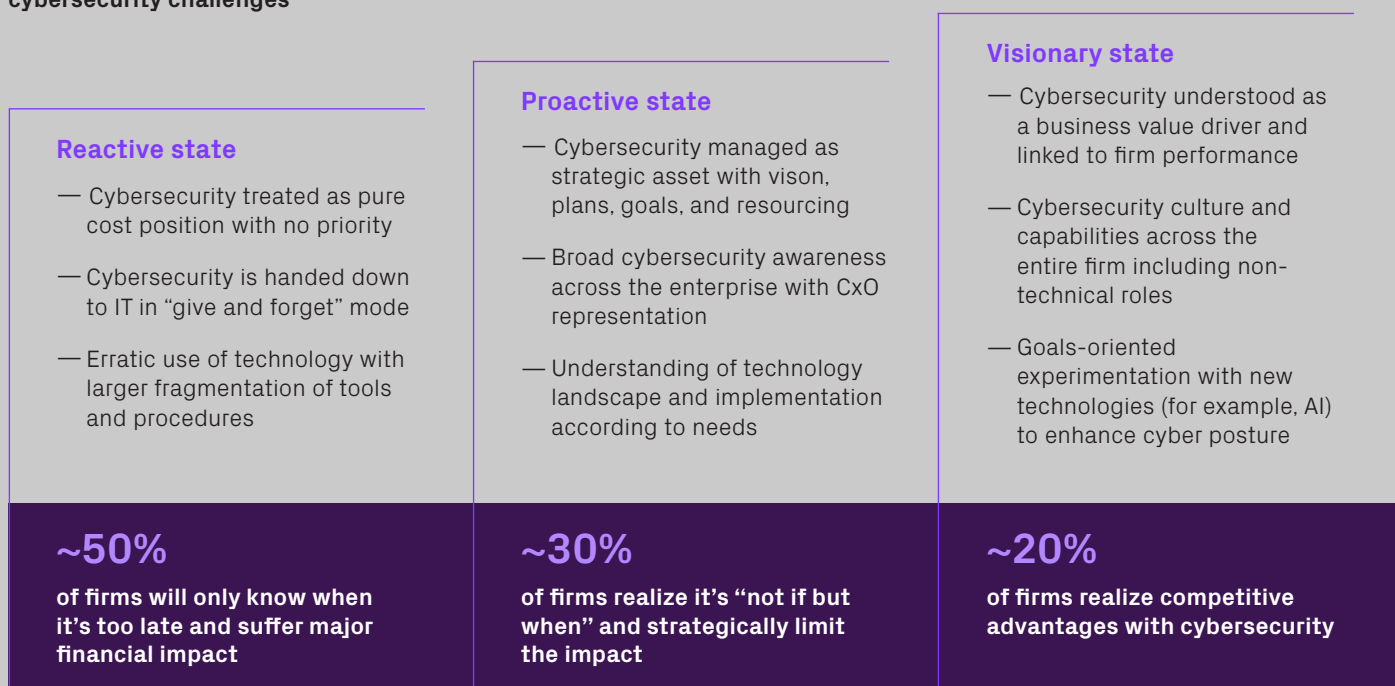 cybersecurity challenges
Reactive state
— Cybersecurity treated as pure
cost position with no priority
— Cybersecurity is handed down
to IT in “give and forget” mode
— Erratic use of technology with
larger fragmentation of tools
and procedures
~50%
of firms will only know when
it’s too late and suffer major
financial impact
Proactive state
— Cybersecurity managed as
strategic asset with vison,
plans, goals, and resourcing
— Broad cybersecurity awareness
across the enterprise with CxO
representation
— Understanding of technology
landscape and implementation
according to needs
~30%
of firms realize it’s “not if but
when” and strategically limit
the impact
Visionary state
— Cybersecurity understood as
a business value driver and
linked to firm performance
— Cybersecurity culture and
capabilities across the
entire firm including non-
technical roles
— Goals-oriented
experimentation with new
technologies (for example, AI)
to enhance cyber posture
~20%
of firms realize competitive
advantages with cybersecurity